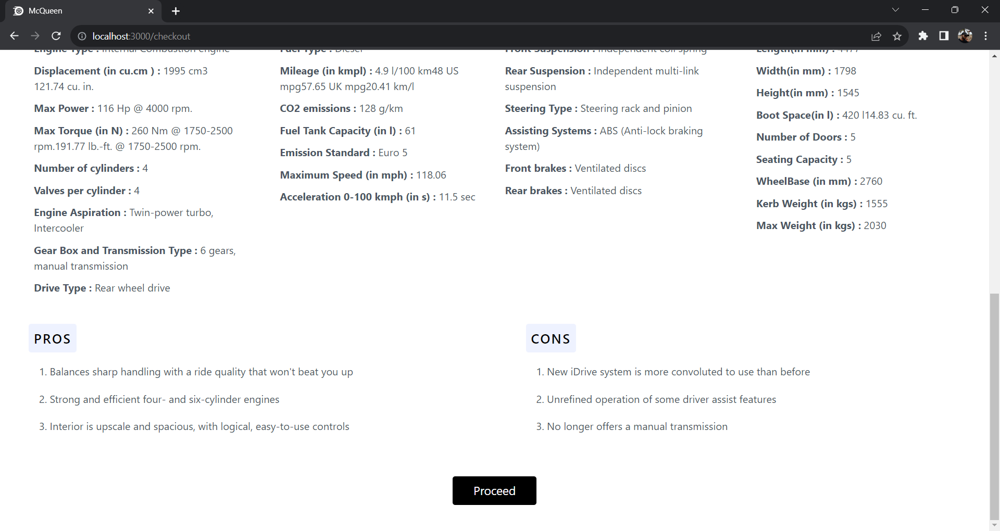 McQueen
localhost:3000/checkout
Engine Type : Internal Combustion engine
Displacement (in cu.cm ) : 1995 cm3
121.74 cu. in.
Max Power : 116 Hp @ 4000 rpm.
Max Torque (in N) : 260 Nm @ 1750-2500
rpm.191.77 lb.-ft. @ 1750-2500 rpm.
Number of cylinders : 4
Valves per cylinder : 4
Engine Aspiration : Twin-power turbo,
Intercooler
Gear Box and Transmission Type : 6 gears,
manual transmission
Drive Type : Rear wheel drive
Fuel Type : Diesel
Mileage (in kmpl) : 4.9 l/100 km48 US
mpg57.65 UK mpg20.41 km/l
CO2 emissions : 128 g/km
Fuel Tank Capacity (in l) : 61
Emission Standard : Euro 5
Maximum Speed (in mph) : 118.06
Acceleration 0-100 kmph (in s) : 11.5 sec
Front Suspension : Independent coil spring
Rear Suspension : Independent multi-link
suspension
Steering Type : Steering rack and pinion
Assisting Systems : ABS (Anti-lock braking
system)
Front brakes : Ventilated discs
Rear brakes : Ventilated discs
Length(in mm) :
Width(in mm) : 1798
Height(in mm) : 1545
Boot Space(in l) : 420 l14.83 cu. ft.
Number of Doors : 5
Seating Capacity : 5
WheelBase (in mm) : 2760
Kerb Weight (in kgs) : 1555
Max Weight (in kgs) : 2030
PROS
1. Balances sharp handling with a ride quality that won't beat you up
2. Strong and efficient four- and six-cylinder engines
3. Interior is upscale and spacious, with logical, easy-to-use controls
CONS
1. New iDrive system is more convoluted to use than before
2. Unrefined operation of some driver assist features
3. No longer offers a manual transmission
Proceed